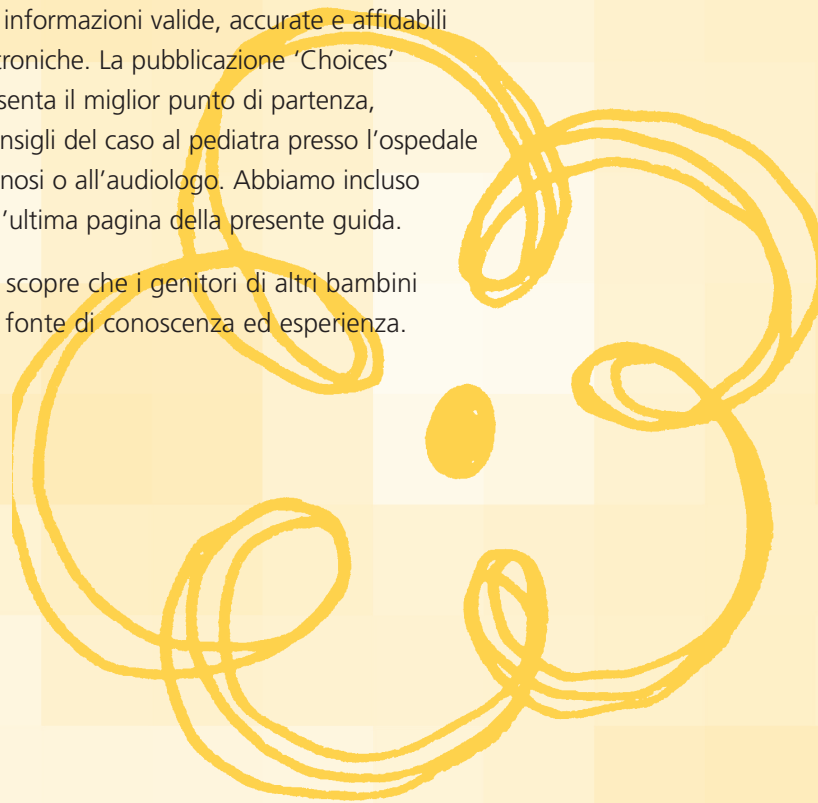 informazioni valide, accurate e affidabili
troniche. La pubblicazione ‘Choices’
senta il miglior punto di partenza,
nsigli del caso al pediatra presso l’ospedale
nosi o all’audiologo. Abbiamo incluso
l’ultima pagina della presente guida.
scopre che i genitori di altri bambini
fonte di conoscenza ed esperienza.